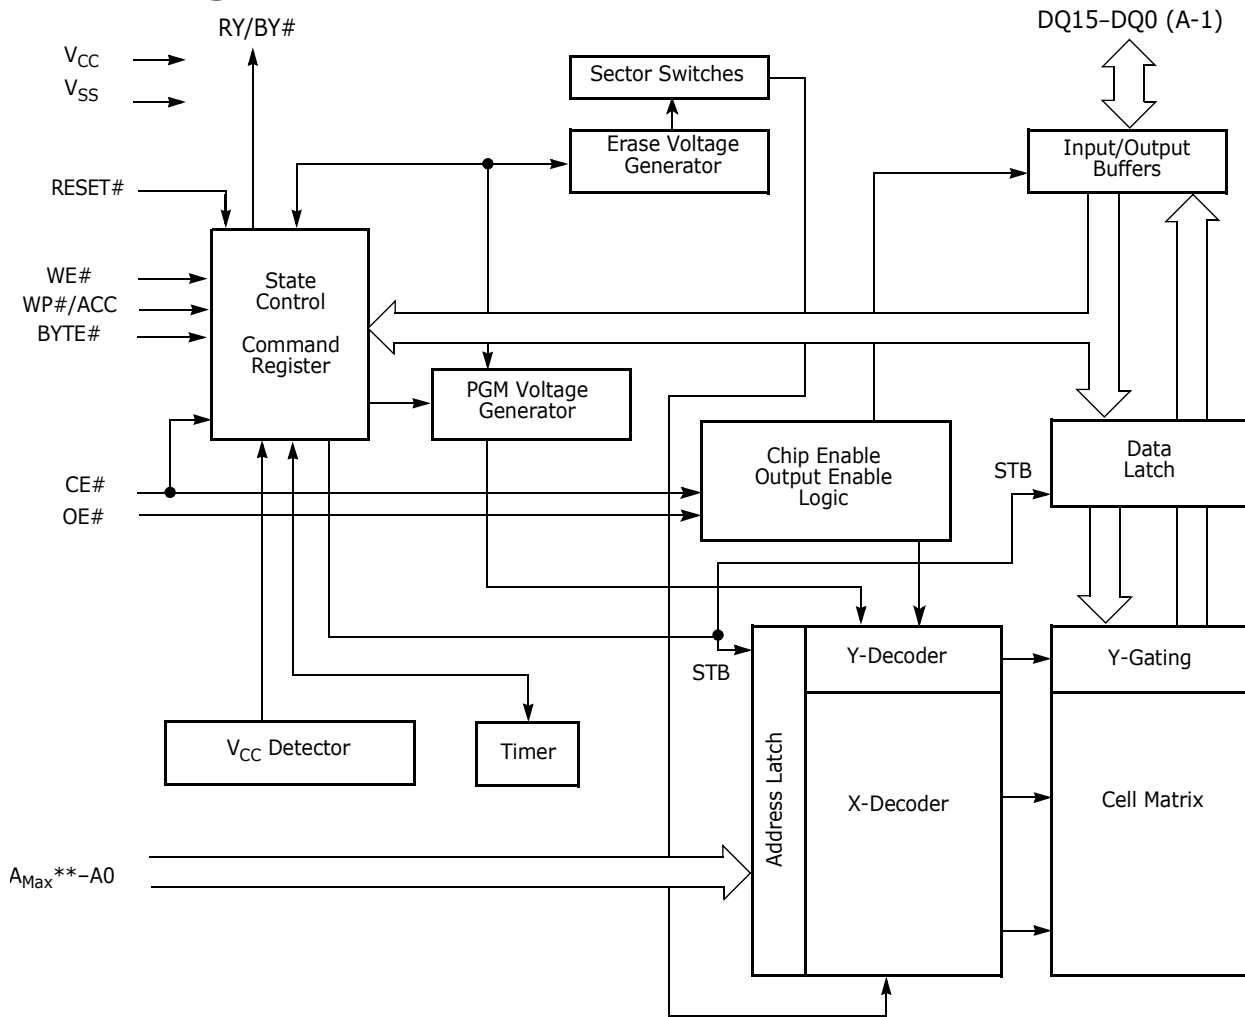 RY/BY#
DQ15–DQ0 (A-1)
VCC
VSS
Sector Switches
Erase Voltage
Generator
Input/Output
Buffers
RESET#
WE#
WP#/ACC
BYTE#
State
Control
Command
Register
PGM Voltage
Generator
Chip Enable
Output Enable
Logic
Data
Latch
STB
CE#
OE#
STB
Y-Decoder
Y-Gating
VCC Detector
Timer
Address Latch
X-Decoder
Cell Matrix
AMax**–A0